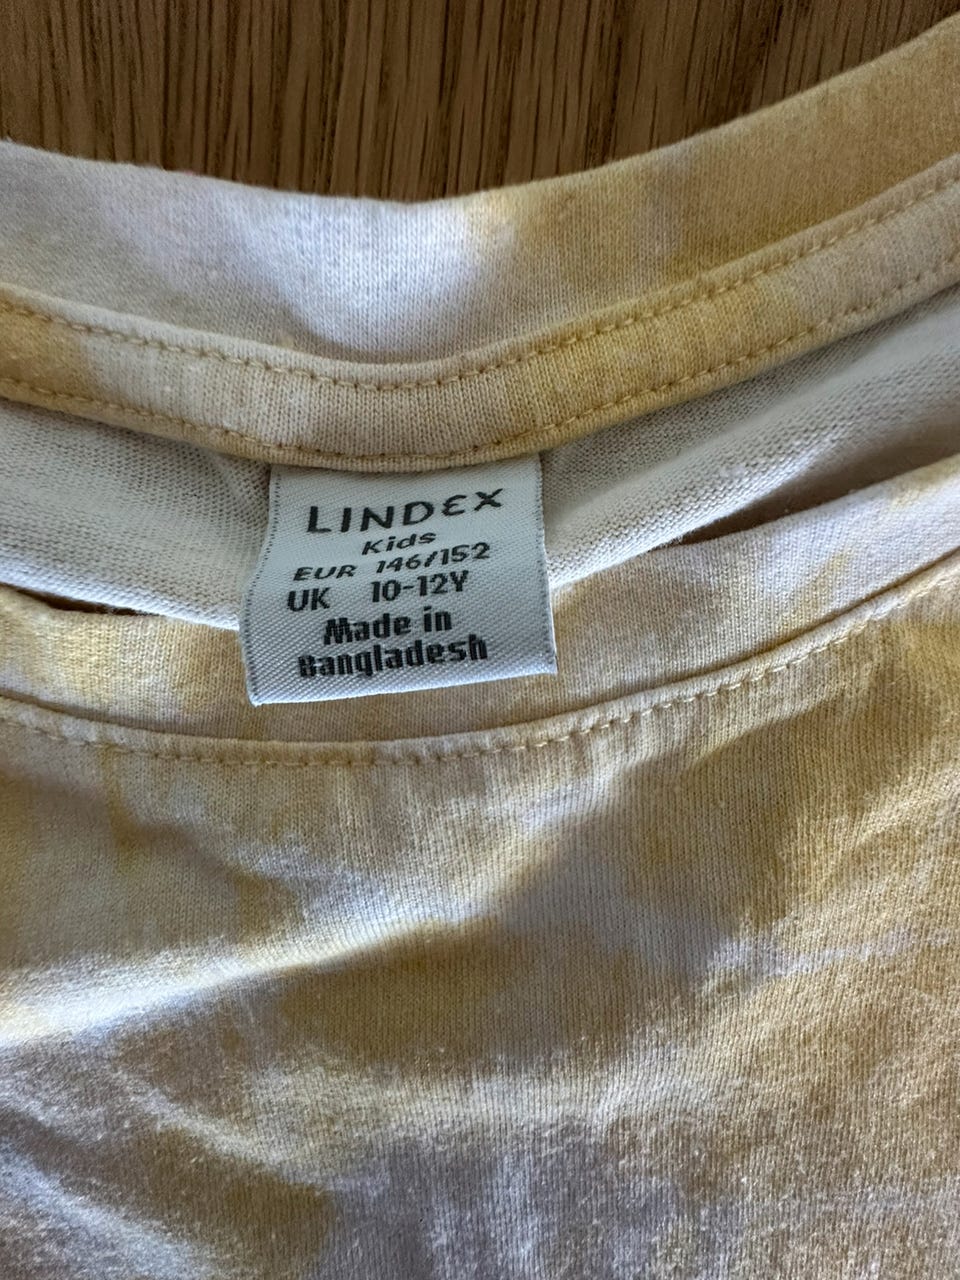 LINDEX
Kids
EUR 146/152
UK 10-12Y
Made in
Bangladesh